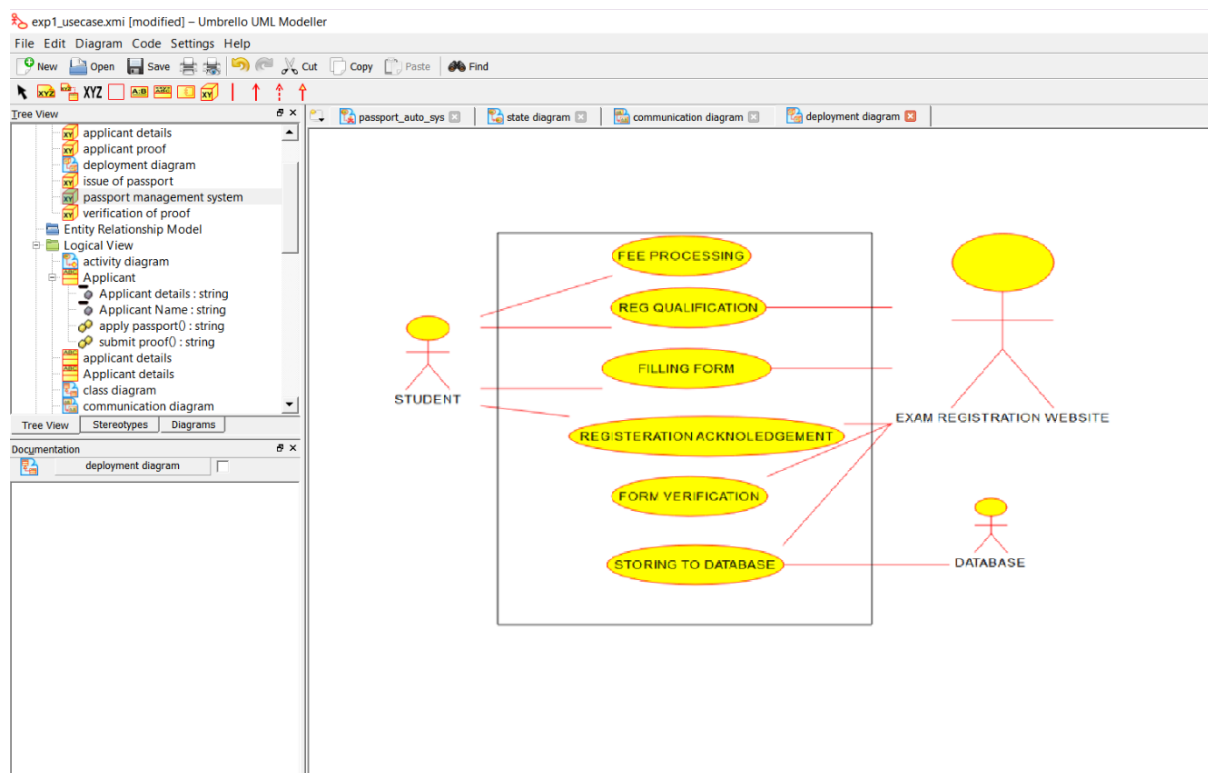 exp1_usecase.xmi [modified] – Umbrello UML Modeller
File Edit Diagram Code Settings Help
New Open Save Cut Copy Paste Find
XYZ XYZ A:B ABC
Tree View
passport_auto_sys state diagram communication diagram deployment diagram
applicant details
applicant proof
deployment diagram
issue of passport
passport management system
verification of proof
Entity Relationship Model
Logical View
activity diagram
Applicant
Applicant details : string
Applicant Name : string
apply passport() : string
submit proof() : string
applicant details
Applicant details
class diagram
communication diagram
Tree View Stereotypes Diagrams
Documentation
deployment diagram
FEE PROCESSING
REG QUALIFICATION
FILLING FORM
STUDENT
EXAM REGISTRATION WEBSITE
REGISTERATION ACKNOLEDGEMENT
FORM VERIFICATION
STORING TO DATABASE
DATABASE